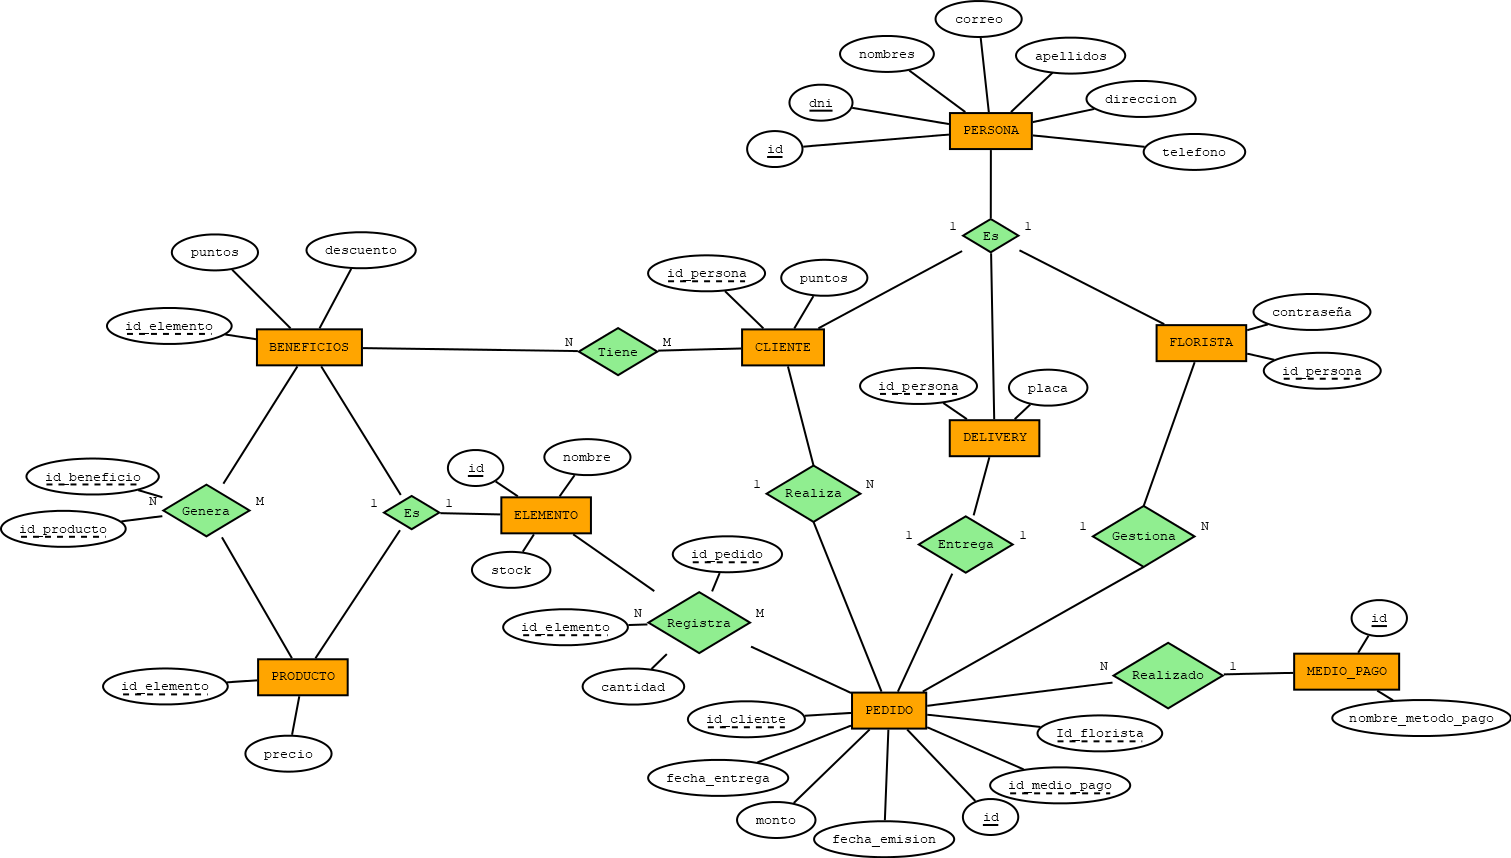 correo
nombres
apellidos
dni
direccion
PERSONA
id
telefono
1
Es
1
puntos
descuento
id_persona
puntos
contraseña
id_elemento
BENEFICIOS
N
Tiene
M
CLIENTE
FLORISTA
id_persona
id_persona
placa
DELIVERY
id
nombre
id_beneficio
N
Genera
M
1
Es
1
ELEMENTO
1
Realiza
N
id_producto
1
Entrega
1
1
Gestiona
N
stock
id_pedido
id_elemento
N
Registra
M
id
PRODUCTO
N
Realizado
1
MEDIO_PAGO
id_elemento
cantidad
PEDIDO
id_cliente
nombre_metodo_pago
Id_florista
precio
fecha_entrega
id_medio_pago
monto
id
fecha_emision